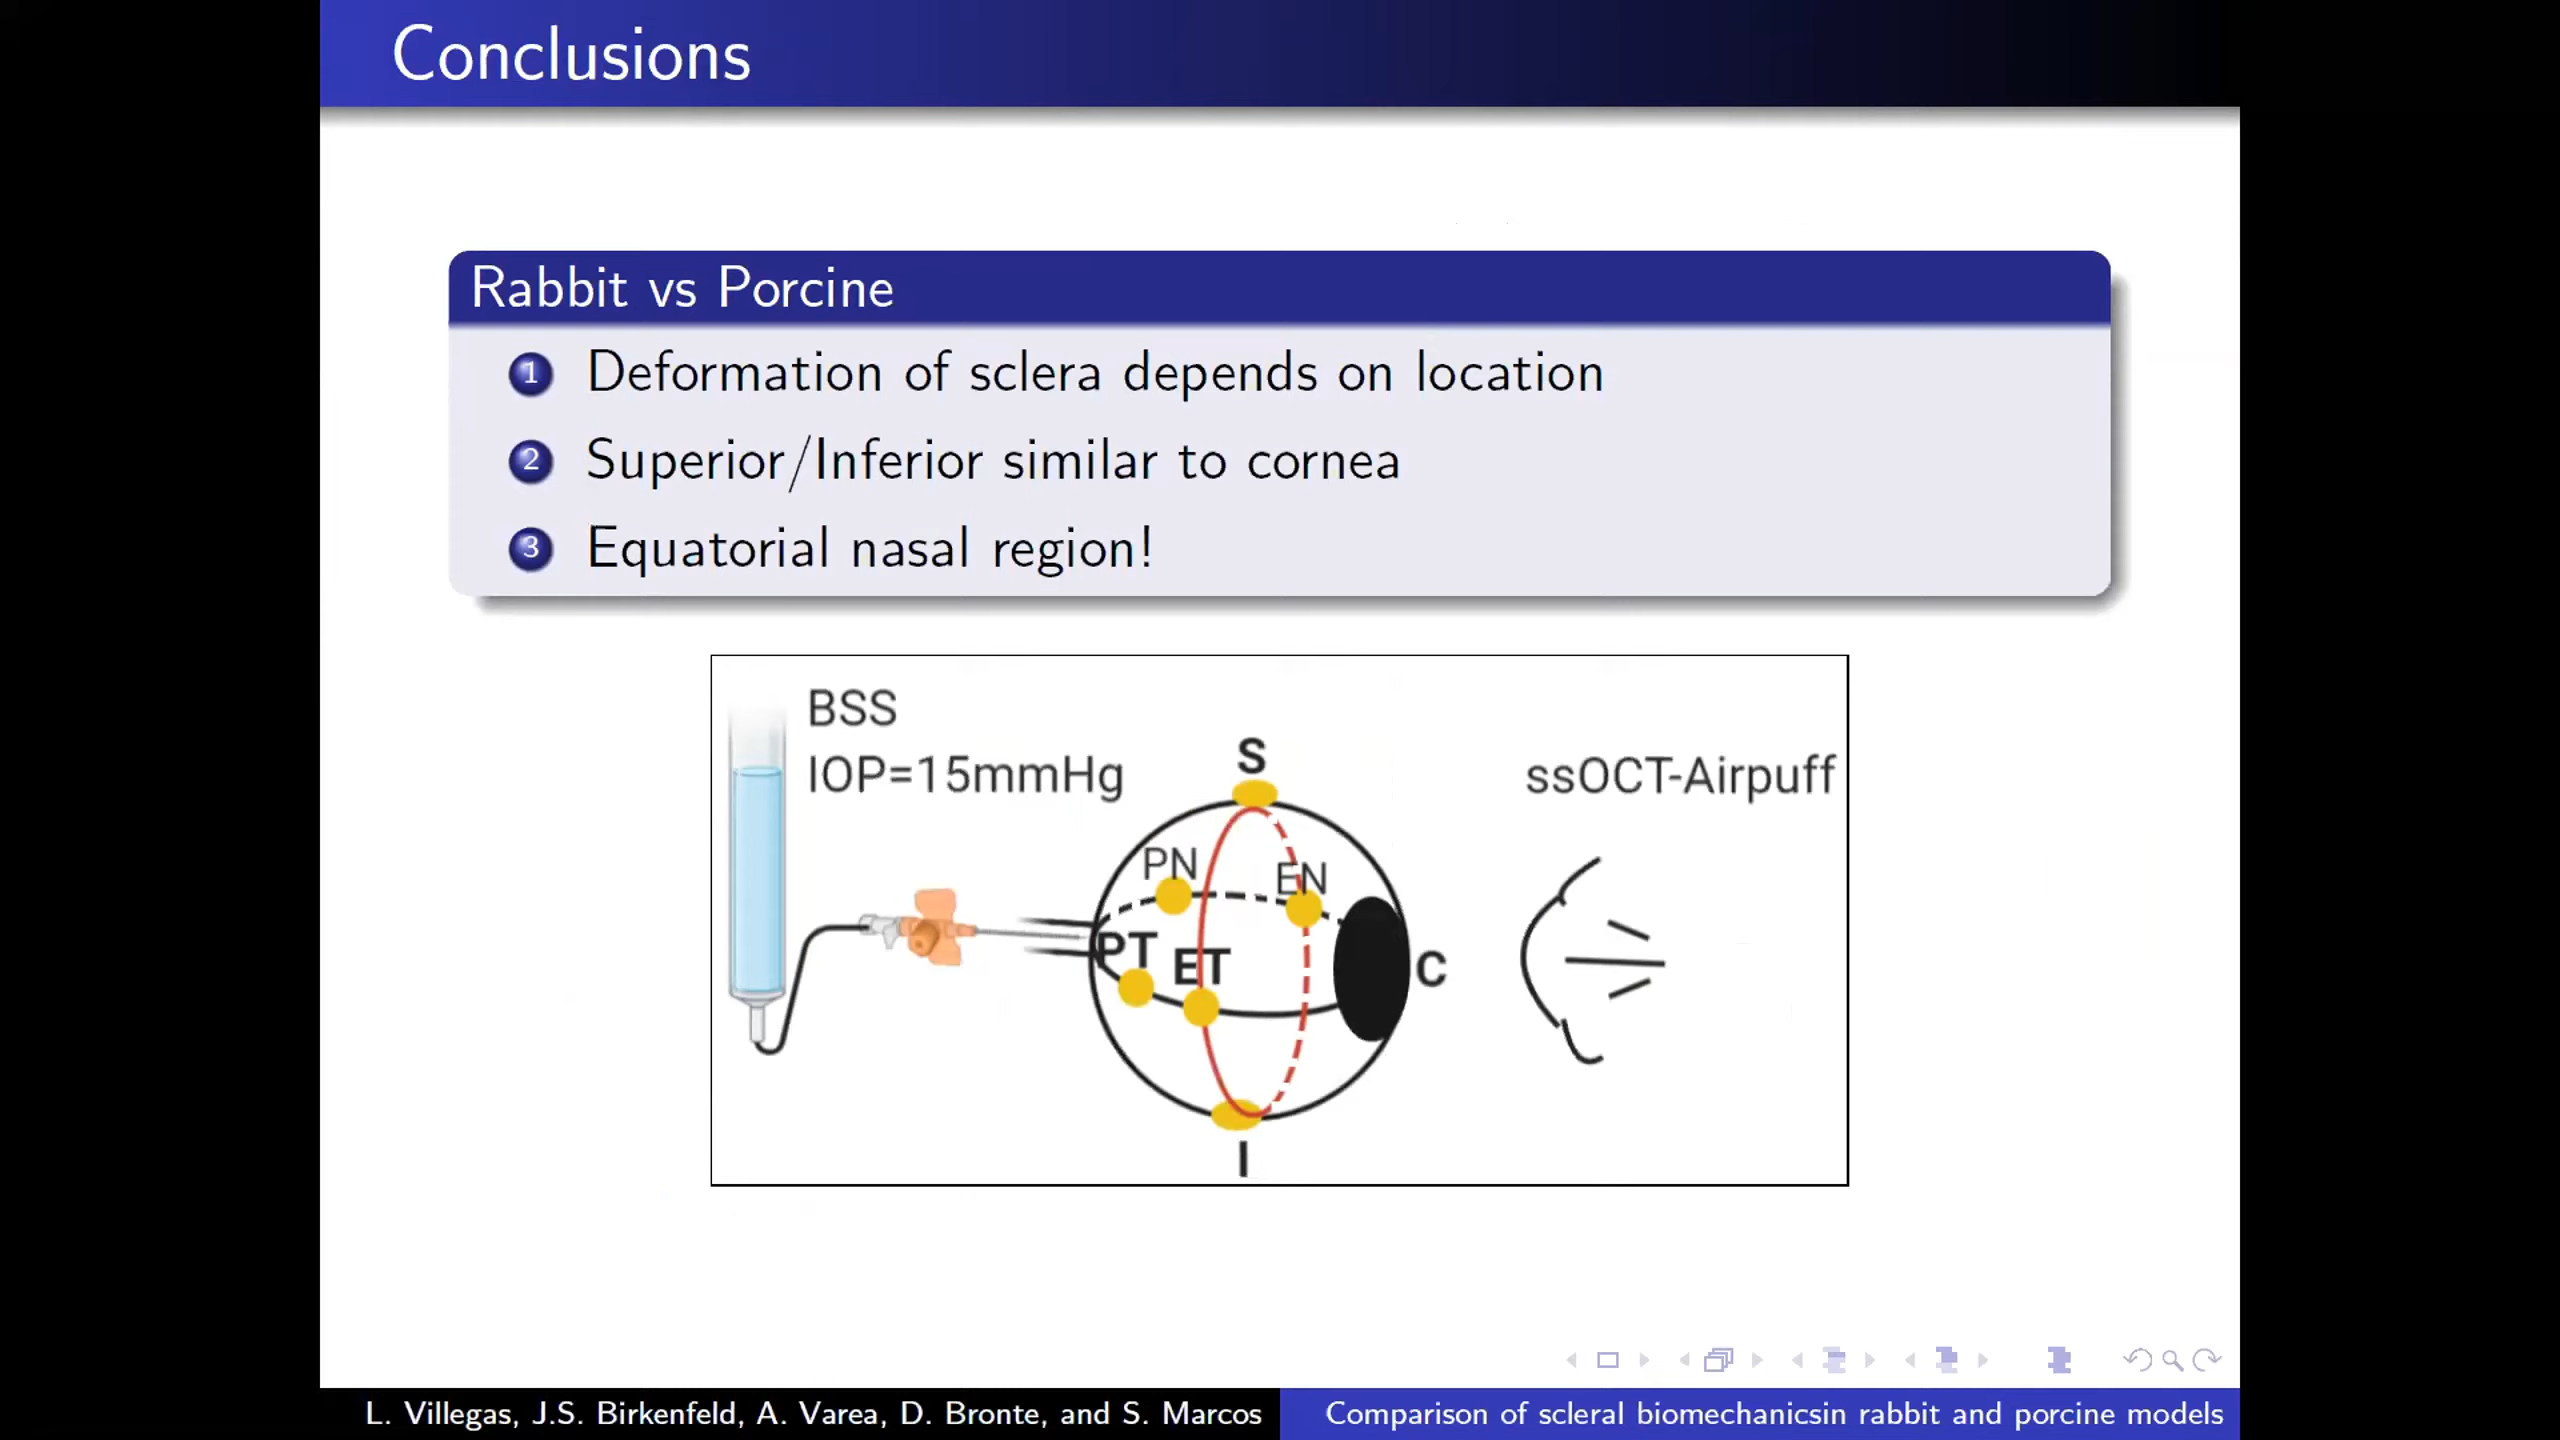 Conclusions
Rabbit vs Porcine
1 Deformation of sclera depends on location
2 Superior/Inferior similar to cornea
3 Equatorial nasal region!
BSS
IOP=15mmHg
S
ssOCT-Airpuff
PN
EN
PT
ET
C
I
L. Villegas, J.S. Birkenfeld, A. Varea, D. Bronte, and S. Marcos
Comparison of scleral biomechanicsin rabbit and porcine models